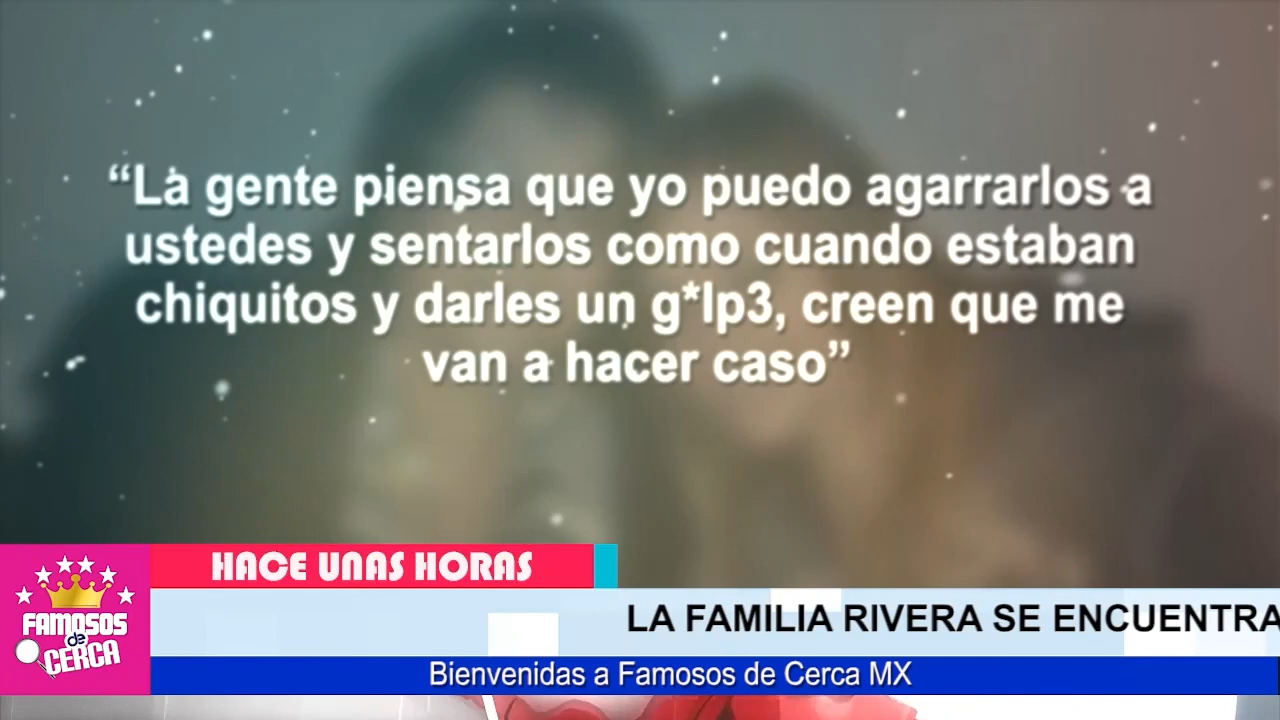 “La gente piensa que yo puedo agarrarlos a
ustedes y sentarlos como cuando estaban
chiquitos y darles un g*lp3, creen que me
van a hacer caso”
HACE UNAS HORAS
FAMOSOS
de
CERCA
LA FAMILIA RIVERA SE ENCUENTRA
Bienvenidas a Famosos de Cerca MX